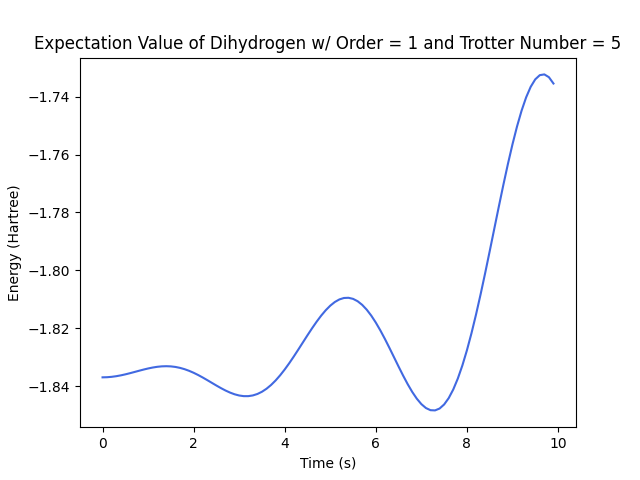 Expectation Value of Dihydrogen w/ Order = 1 and Trotter Number = 5
Energy (Hartree)
−1.74
−1.76
−1.78
−1.80
−1.82
−1.84
0 2 4 6 8 10
Time (s)